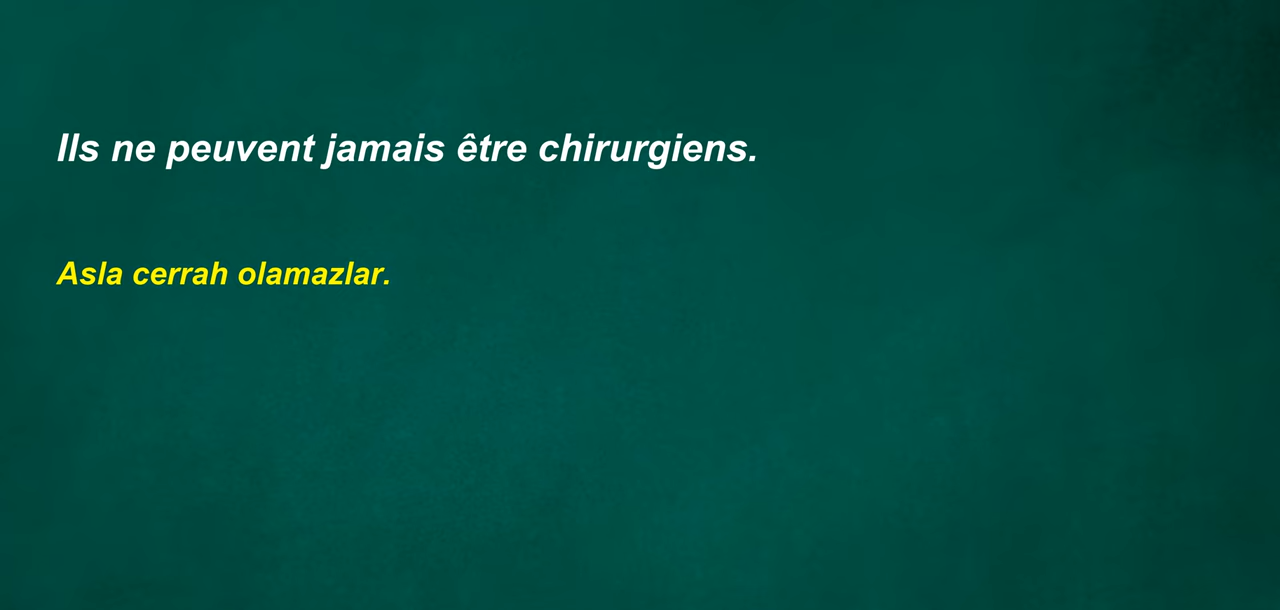 Ils ne peuvent jamais être chirurgiens.
Asla cerrah olamazlar.